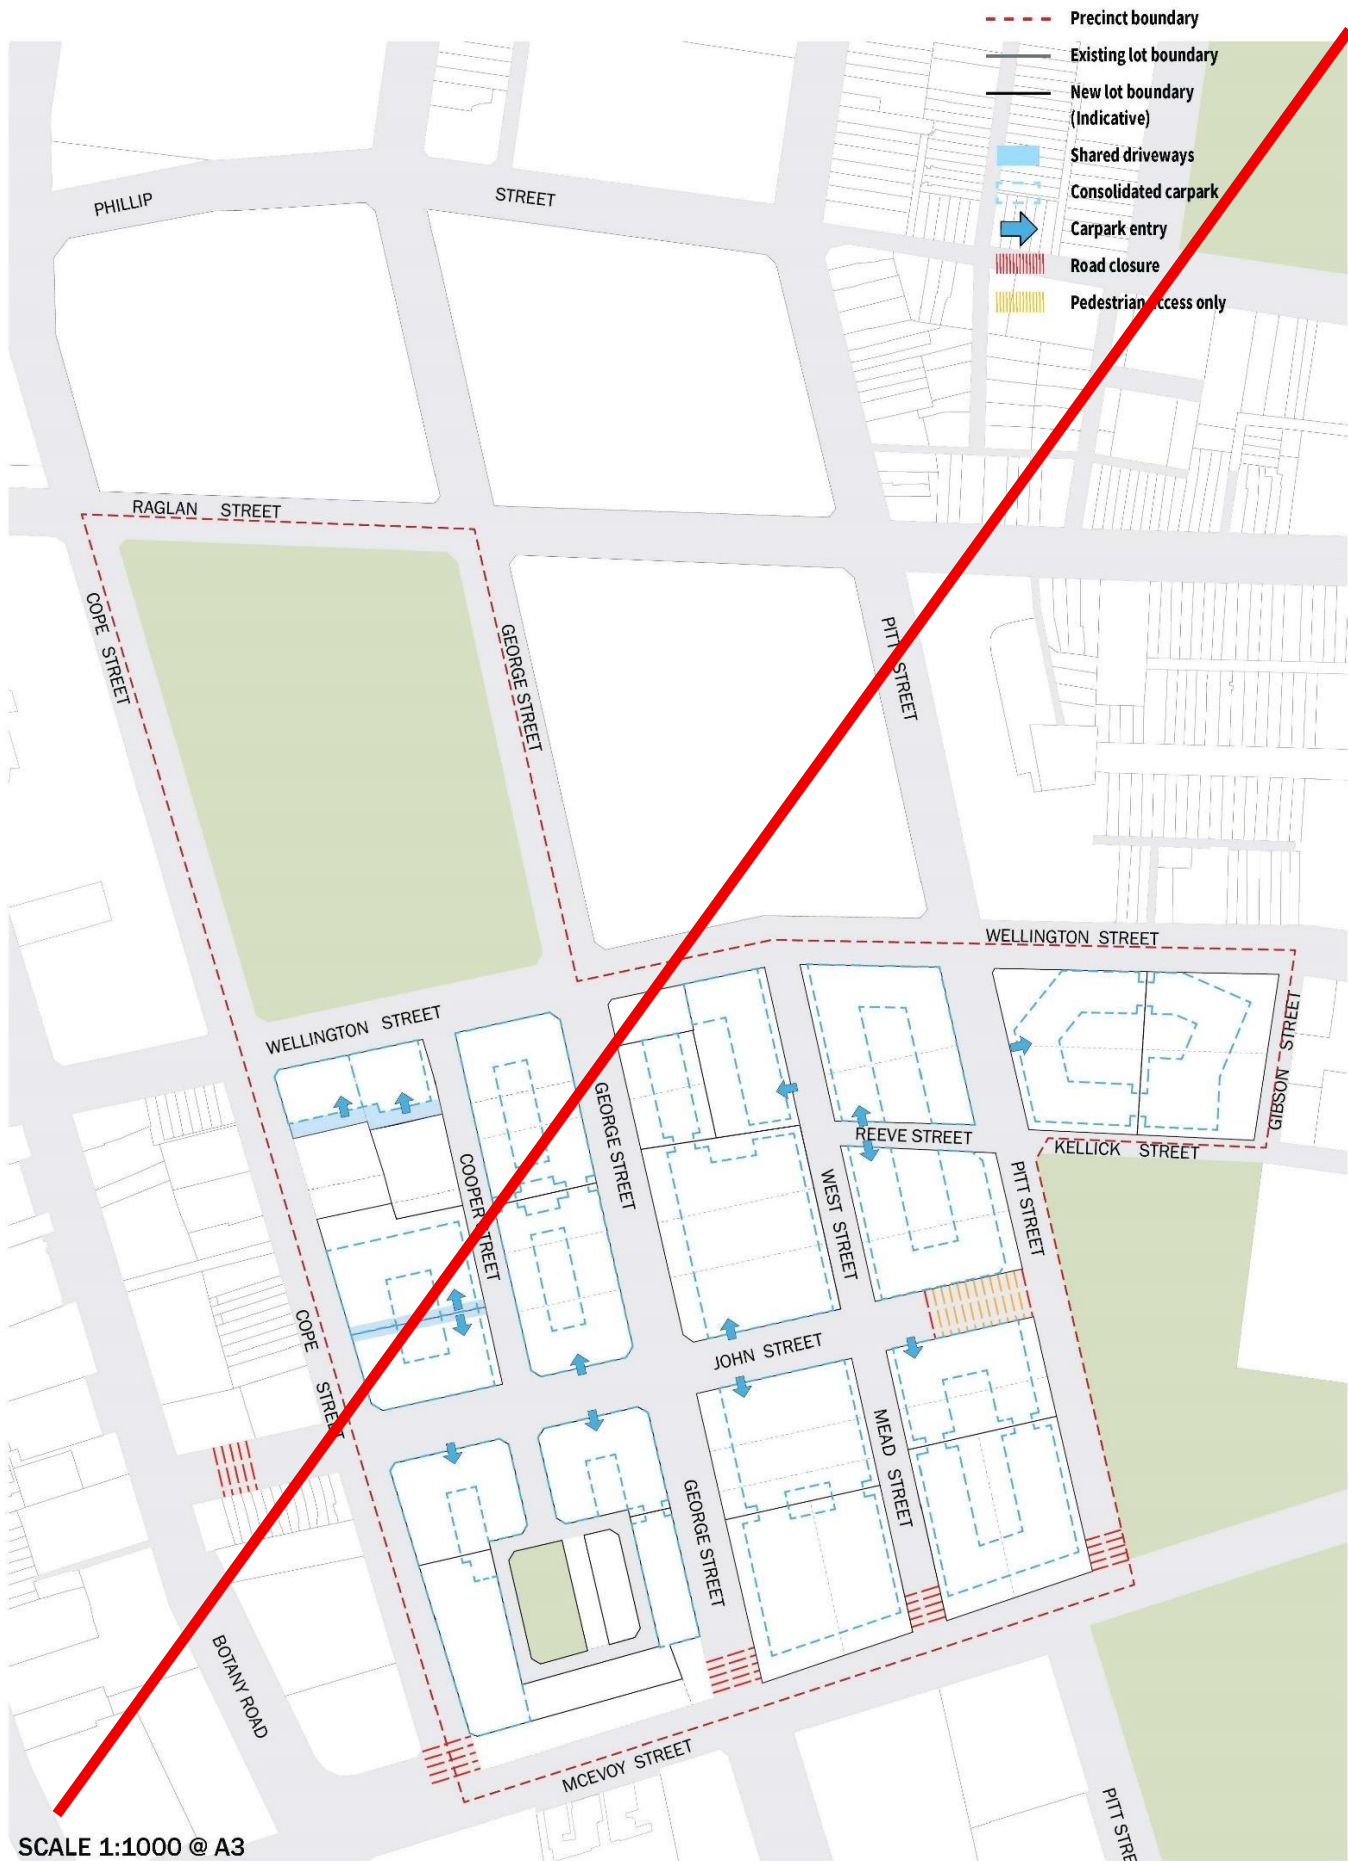 Precinct boundary
Existing lot boundary
New lot boundary
(Indicative)
Shared driveways
Consolidated carpark
Carpark entry
Road closure
Pedestrian access only
PHILLIP
STREET
RAGLAN STREET
COPE STREET
GEORGE STREET
PITT STREET
WELLINGTON STREET
WELLINGTON STREET
GIBSON STREET
GEORGE STREET
REEVE STREET
KELLICK STREET
COOPER STREET
WEST STREET
PITT STREET
COPE STREET
JOHN STREET
MEAD STREET
GEORGE STREET
BOTANY ROAD
MCEVOY STREET
PITT STRE
SCALE 1:1000 @ A3